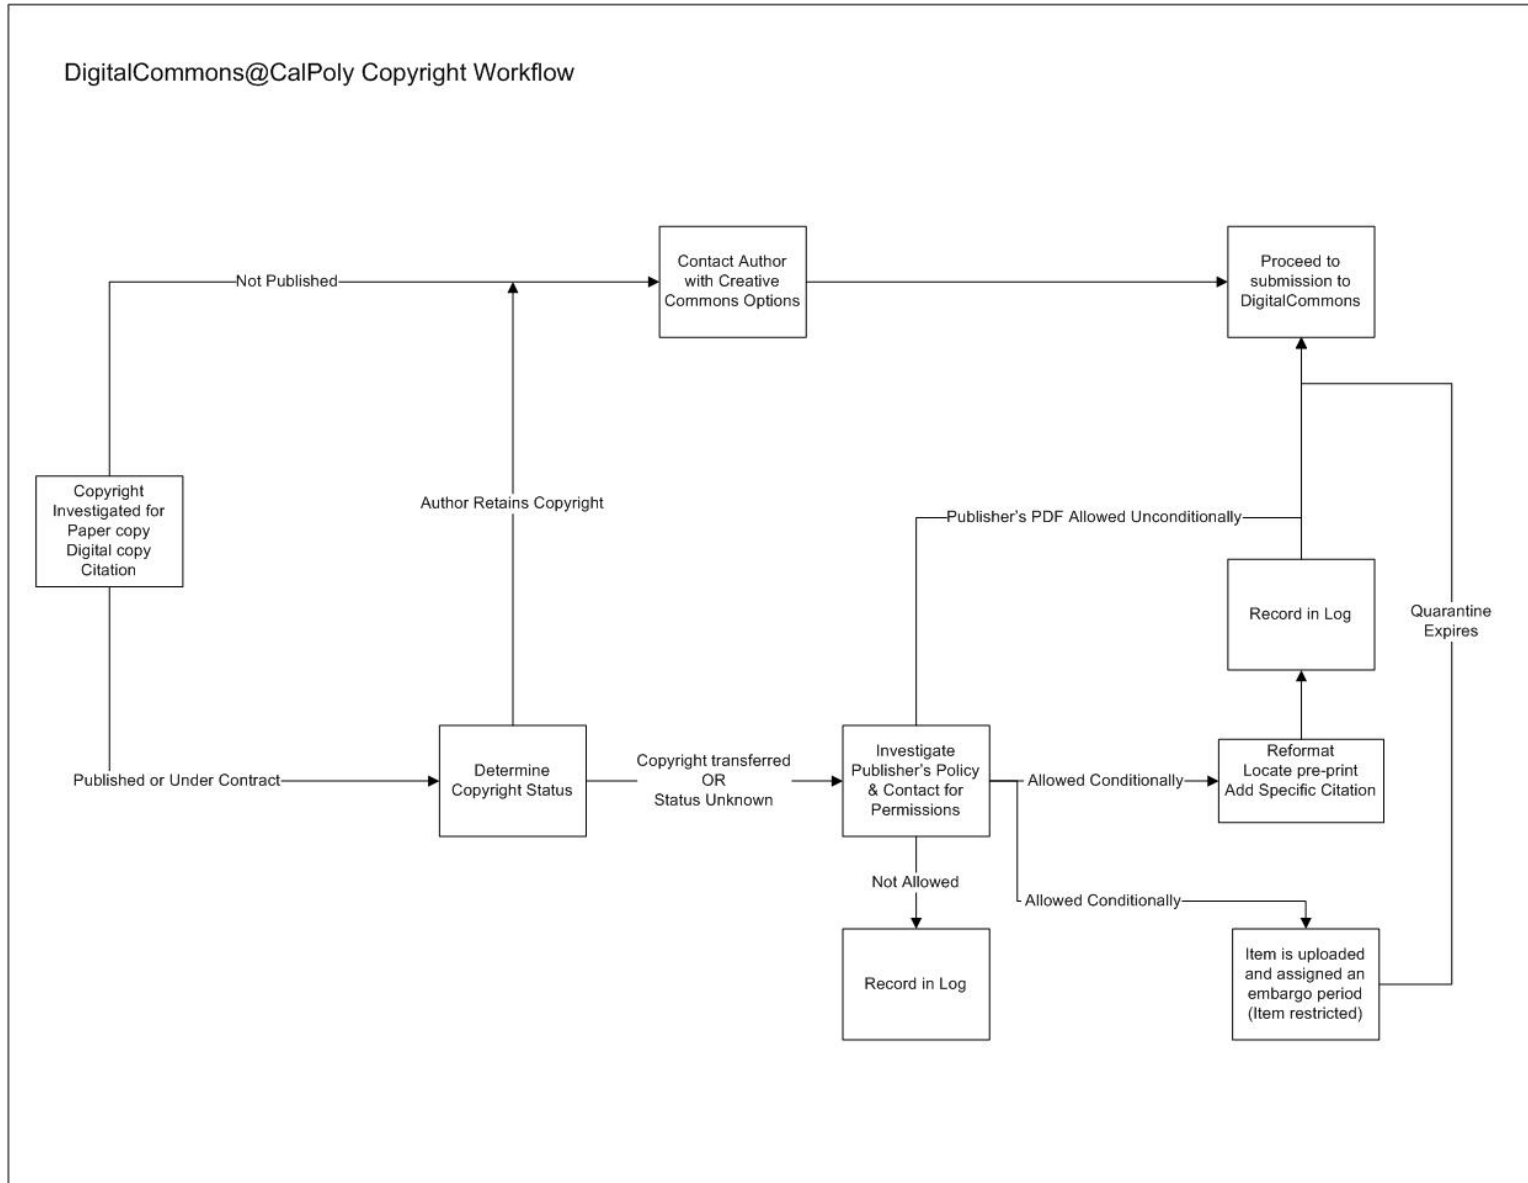 DigitalCommons@CalPoly Copyright Workflow
Contact Author
with Creative
Commons Options
Proceed to
submission to
DigitalCommons
Not Published
Copyright
Investigated for
Paper copy
Digital copy
Citation
Author Retains Copyright
Publisher's PDF Allowed Unconditionally
Record in Log
Quarantine
Expires
Published or Under Contract
Determine
Copyright Status
Copyright transferred
OR
Status Unknown
Investigate
Publisher's Policy
& Contact for
Permissions
Allowed Conditionally
Reformat
Locate pre-print
Add Specific Citation
Not Allowed
Allowed Conditionally
Record in Log
Item is uploaded
and assigned an
embargo period
(Item restricted)